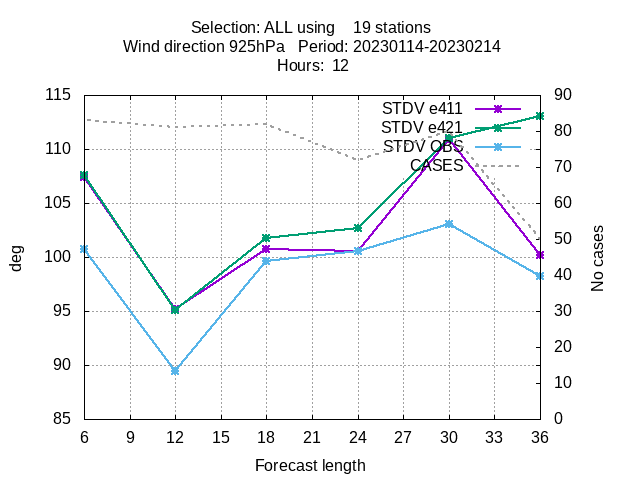 Selection: ALL using    19 stations
Wind direction 925hPa   Period: 20230114-20230214
Hours:  12
115
110
105
100
95
90
85
90
80
70
60
50
40
30
20
10
0
STDV e411
STDV e421
STDV OBS
CASES
deg
No cases
6 9 12 15 18 21 24 27 30 33 36
Forecast length